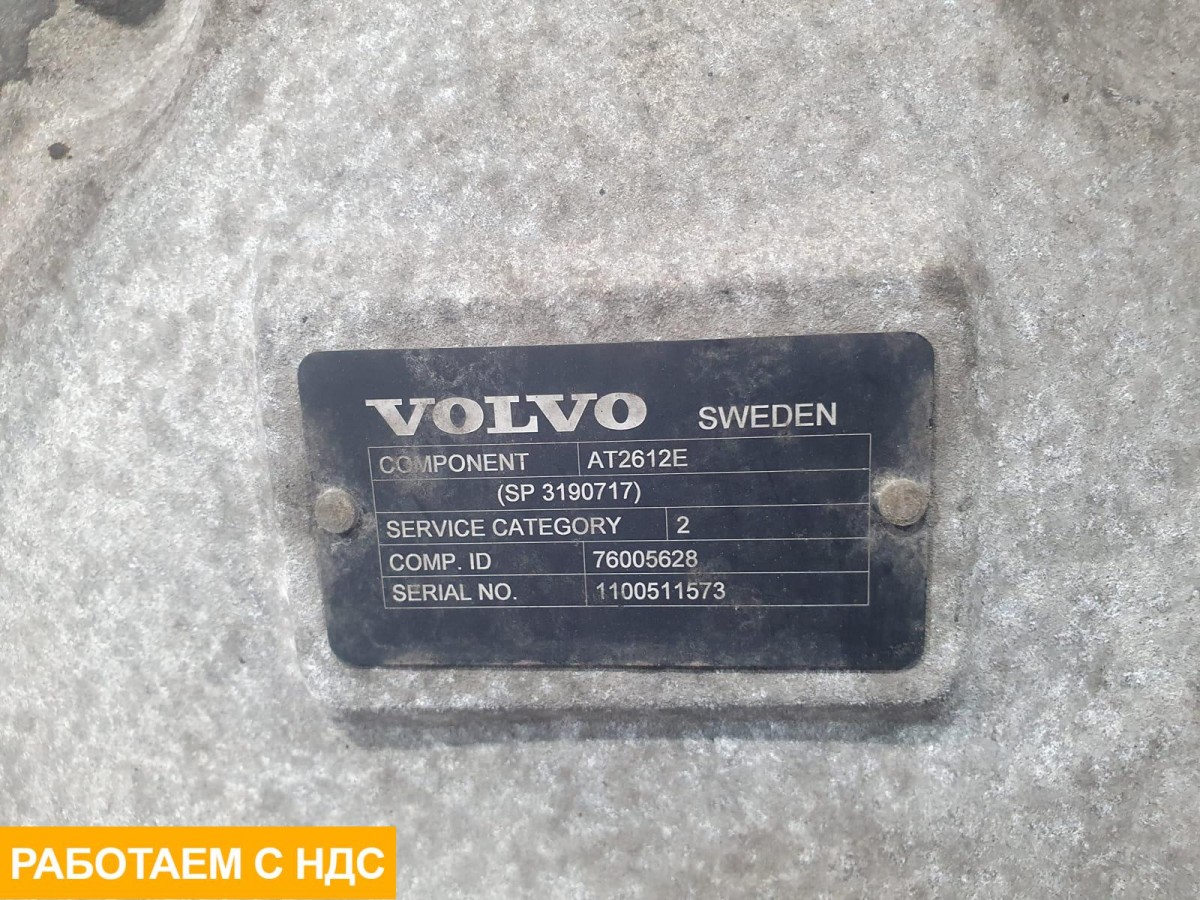 VOLVO SWEDEN
COMPONENT AT2612E
(SP 3190717)
SERVICE CATEGORY 2
COMP. ID 76005628
SERIAL NO. 1100511573
РАБОТАЕМ С НДС